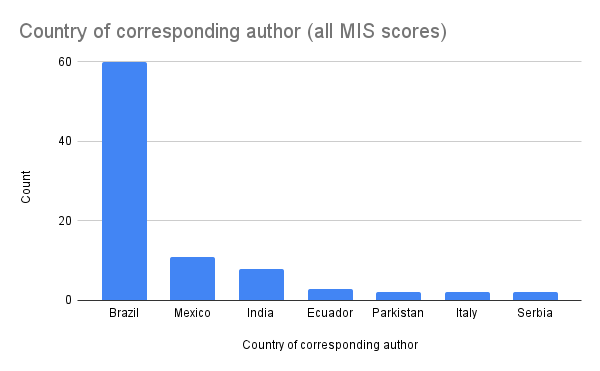 Country of corresponding author (all MIS scores)
60
40
20
0
Count
Brazil Mexico India Ecuador Parkistan Italy Serbia
Country of corresponding author